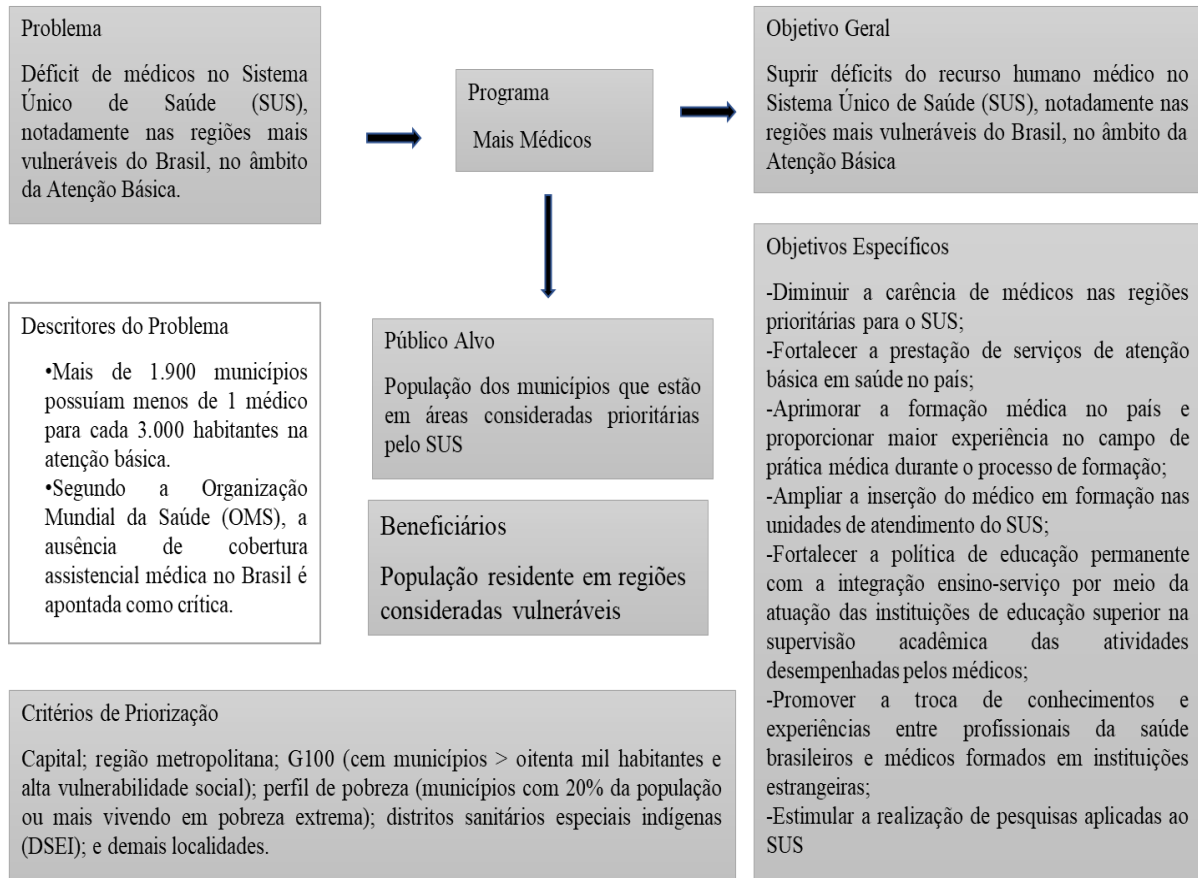 Problema
Déficit de médicos no Sistema
Único de Saúde (SUS),
notadamente nas regiões mais
vulneráveis do Brasil, no âmbito
da Atenção Básica.
Programa
Mais Médicos
Objetivo Geral
Suprir déficits do recurso humano médico no
Sistema Único de Saúde (SUS), notadamente nas
regiões mais vulneráveis do Brasil, no âmbito da
Atenção Básica
Descritores do Problema
•Mais de 1.900 municípios
possuíam menos de 1 médico
para cada 3.000 habitantes na
atenção básica.
•Segundo a Organização
Mundial da Saúde (OMS), a
ausência de cobertura
assistencial médica no Brasil é
apontada como crítica.
Público Alvo
População dos municípios que estão
em áreas consideradas prioritárias
pelo SUS
Beneficiários
População residente em regiões
consideradas vulneráveis
Objetivos Específicos
-Diminuir a carência de médicos nas regiões
prioritárias para o SUS;
-Fortalecer a prestação de serviços de atenção
básica em saúde no país;
-Aprimorar a formação médica no país e
proporcionar maior experiência no campo de
prática médica durante o processo de formação;
-Ampliar a inserção do médico em formação nas
unidades de atendimento do SUS;
-Fortalecer a política de educação permanente
com a integração ensino-serviço por meio da
atuação das instituições de educação superior na
supervisão acadêmica das atividades
desempenhadas pelos médicos;
-Promover a troca de conhecimentos e
experiências entre profissionais da saúde
brasileiros e médicos formados em instituições
estrangeiras;
-Estimular a realização de pesquisas aplicadas ao
SUS
Critérios de Priorização
Capital; região metropolitana; G100 (cem municípios > oitenta mil habitantes e
alta vulnerabilidade social); perfil de pobreza (municípios com 20% da população
ou mais vivendo em pobreza extrema); distritos sanitários especiais indígenas
(DSEI); e demais localidades.